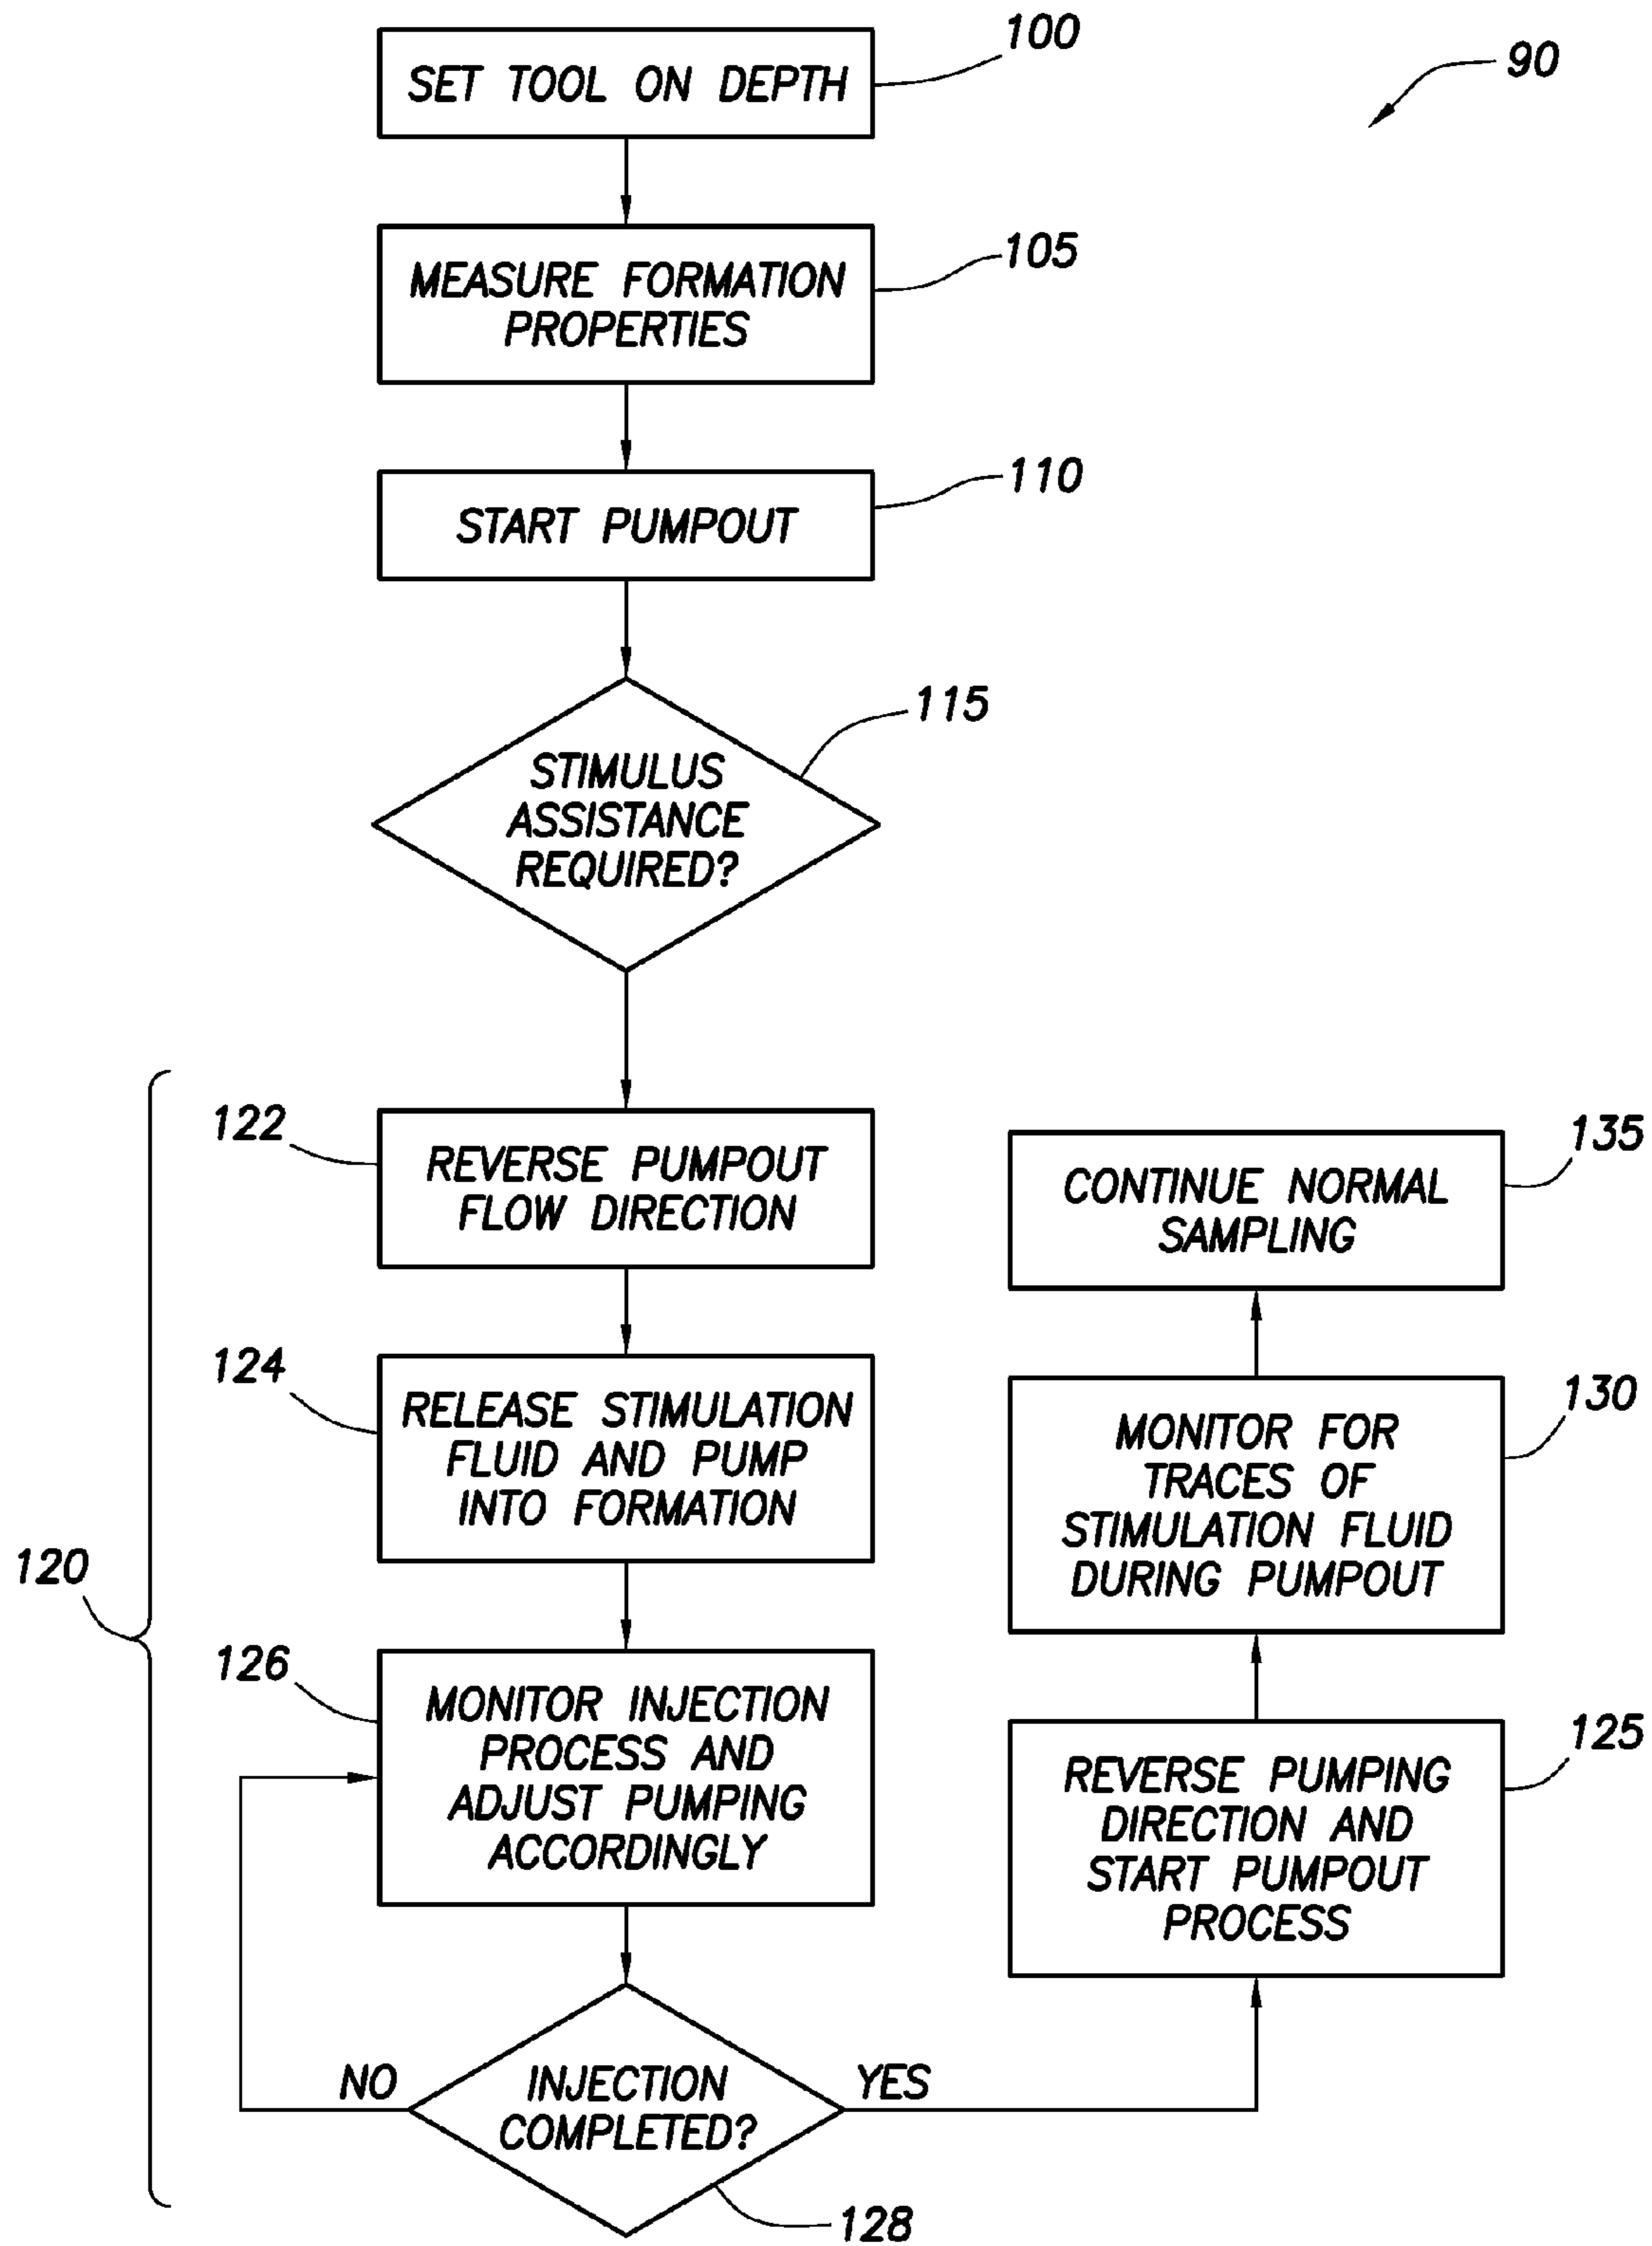 100
90
SET TOOL ON DEPTH
105
MEASURE FORMATION
PROPERTIES
110
START PUMPOUT
115
STIMULUS
ASSISTANCE
REQUIRED?
122
REVERSE PUMPOUT
FLOW DIRECTION
124
RELEASE STIMULATION
FLUID AND PUMP
INTO FORMATION
120
126
MONITOR INJECTION
PROCESS AND
ADJUST PUMPING
ACCORDINGLY
NO
INJECTION
COMPLETED?
YES
128
135
CONTINUE NORMAL
SAMPLING
130
MONITOR FOR
TRACES OF
STIMULATION FLUID
DURING PUMPOUT
125
REVERSE PUMPING
DIRECTION AND
START PUMPOUT
PROCESS